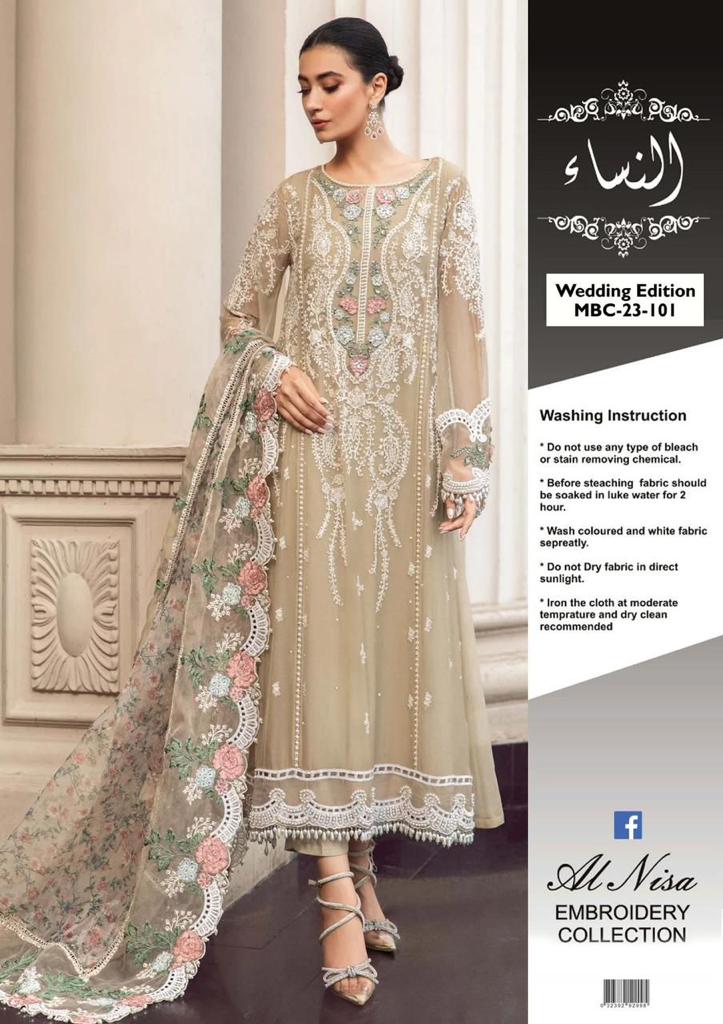 النساء
Wedding Edition
MBC-23-101
Washing Instruction
* Do not use any type of bleach
or stain removing chemical.
* Before steaching fabric should
be soaked in luke water for 2
hour.
* Wash coloured and white fabric
sepreatly.
* Do not Dry fabric in direct
sunlight.
* Iron the cloth at moderate
temprature and dry clean
recommended
f
Al Nisa
EMBROIDERY
COLLECTION